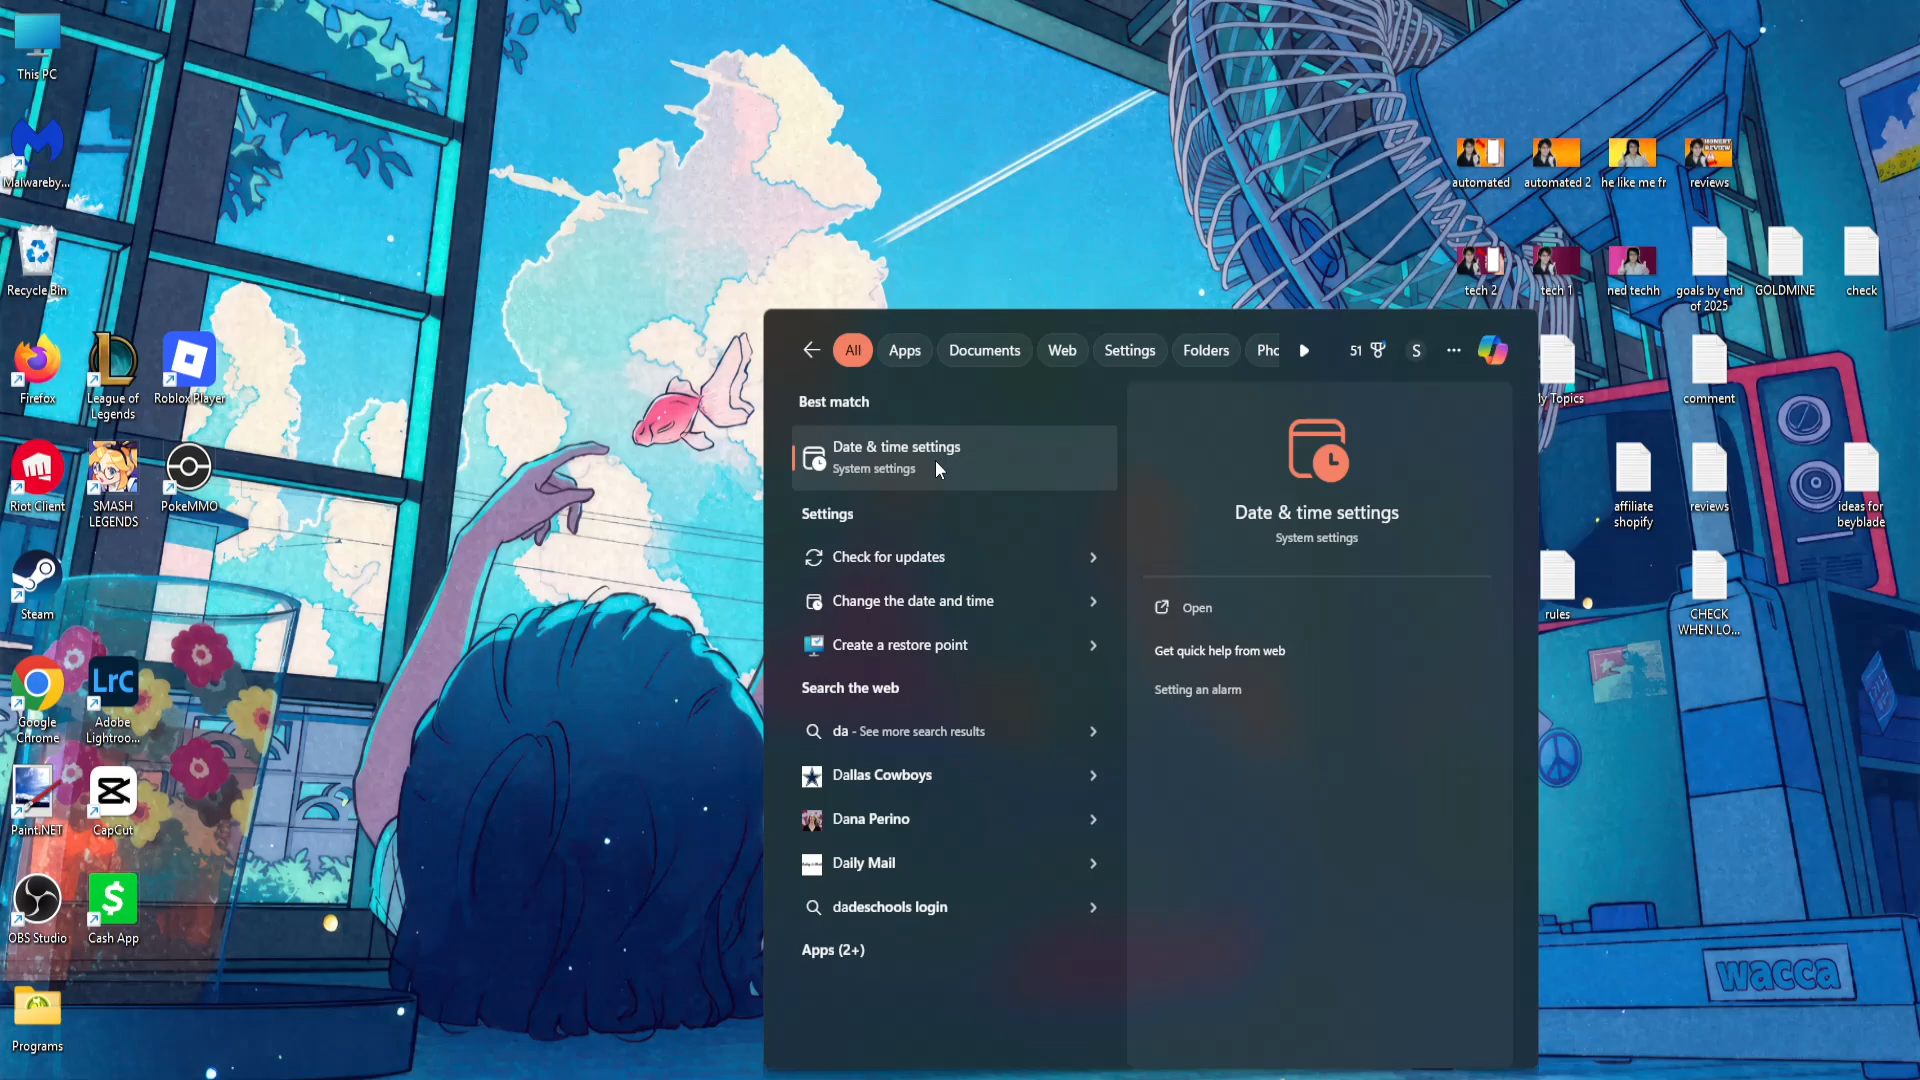 This PC
Malwareby...
Recycle Bin
Firefox
League of
Legends
Roblox Player
Riot Client
SMASH
LEGENDS
PokeMMO
Steam
Google
Chrome
LrC
Adobe
Lightroo...
Paint.NET
CapCut
OBS Studio
Cash App
Programs
All
Apps
Documents
Web
Settings
Folders
Pho
51
S
Best match
Date & time settings
System settings
Settings
Check for updates
Change the date and time
Create a restore point
Search the web
da - See more search results
Dallas Cowboys
Dana Perino
Daily Mail
dadeschools login
Apps (2+)
Date & time settings
System settings
Open
Get quick help from web
Setting an alarm
automated
automated 2
he like me fr
HONEST
REVIEW
reviews
tech 2
tech 1
ned techh
goals by end
of 2025
GOLDMINE
check
ly Topics
comment
affiliate
shopify
reviews
ideas for
beyblade
rules
CHECK
WHEN LO...
wacca